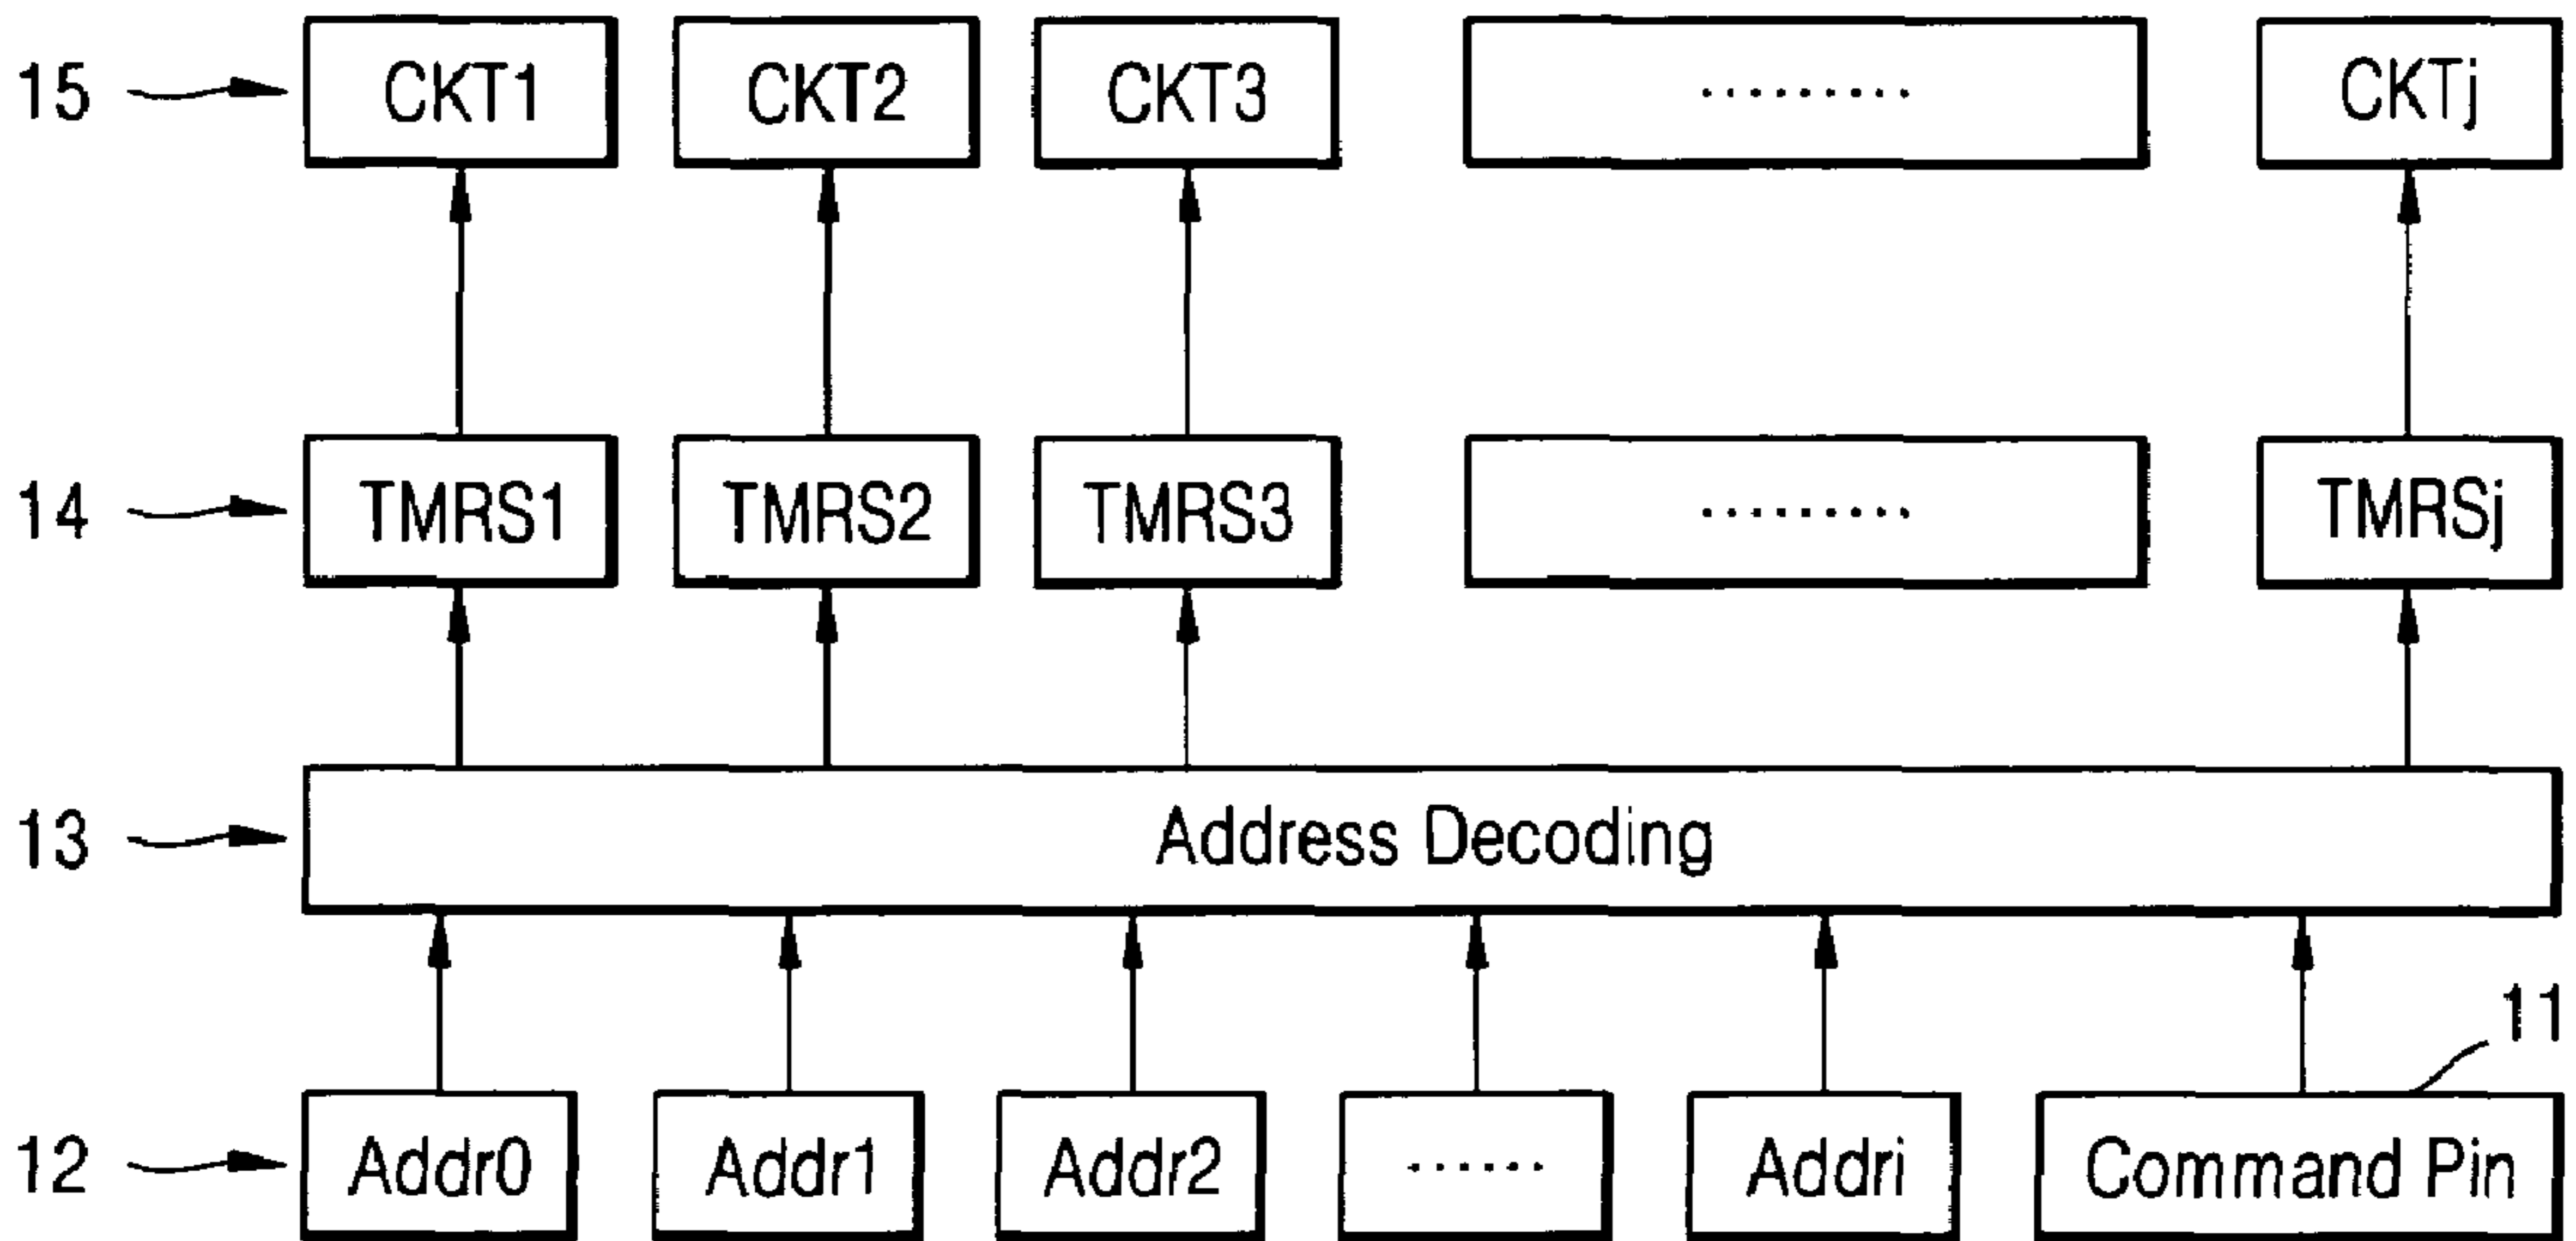 15 CKT1 CKT2 CKT3 ········· CKTj
14 TMRS1 TMRS2 TMRS3 ········· TMRSj
13 Address Decoding
11
12 Addr0 Addr1 Addr2 ······ Addri Command Pin